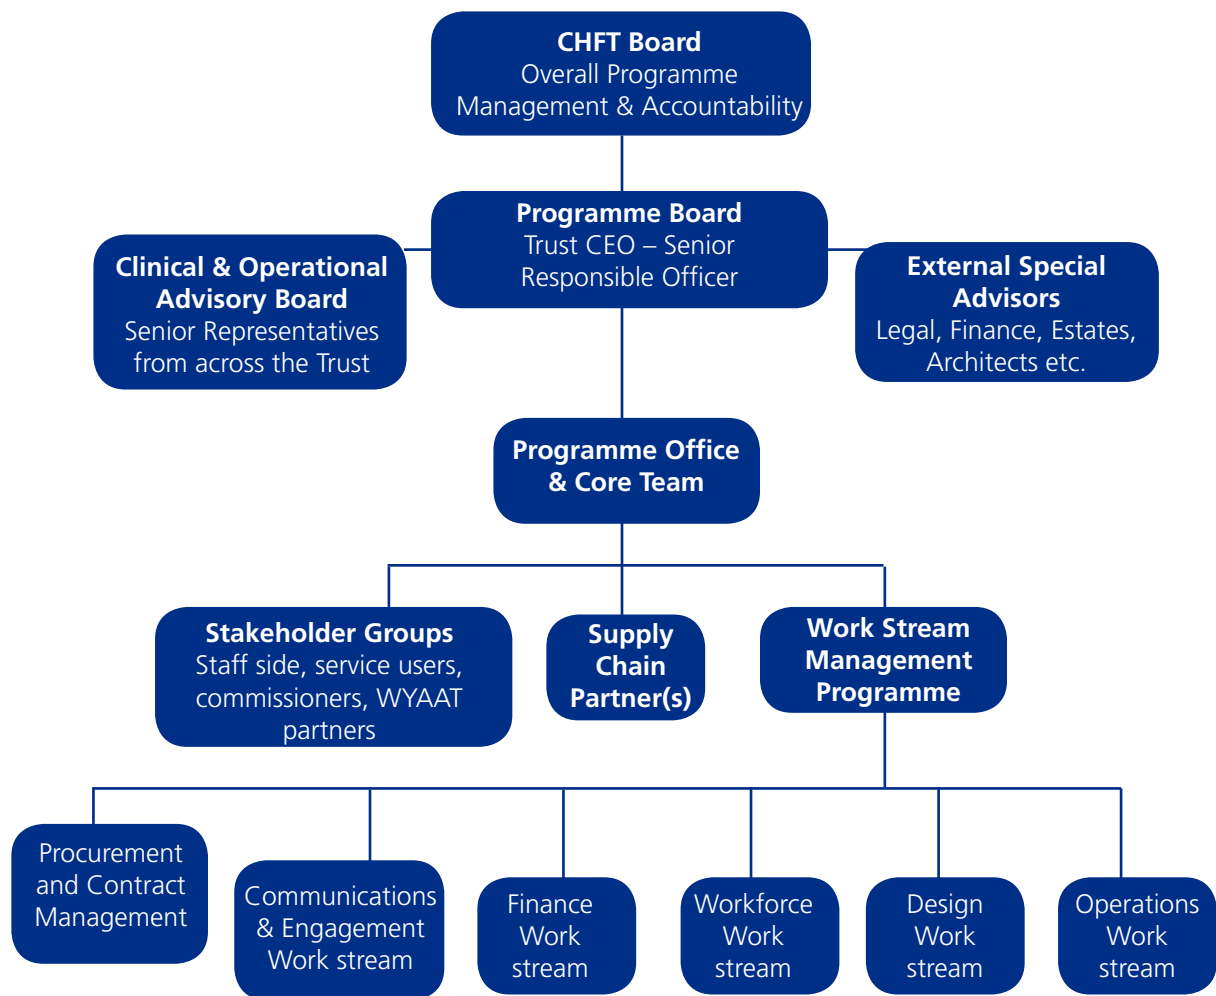 CHFT Board
Overall Programme
Management & Accountability
Programme Board
Trust CEO – Senior
Responsible Officer
Clinical & Operational
Advisory Board
Senior Representatives
from across the Trust
External Special
Advisors
Legal, Finance, Estates,
Architects etc.
Programme Office
& Core Team
Stakeholder Groups
Staff side, service users,
commissioners, WYAAT
partners
Supply
Chain
Partner(s)
Work Stream
Management
Programme
Procurement
and Contract
Management
Communications
& Engagement
Work stream
Finance
Work
stream
Workforce
Work
stream
Design
Work
stream
Operations
Work
stream